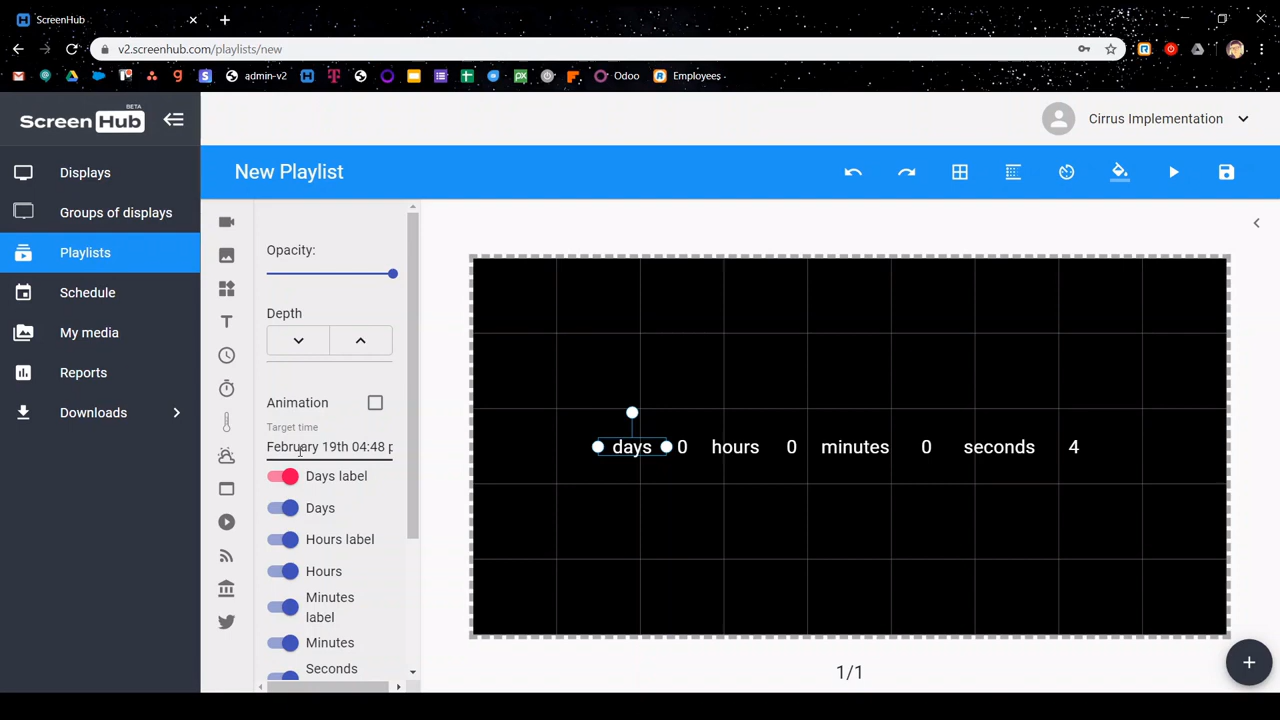 ScreenHub
v2.screenhub.com/playlists/new
admin-v2
Odoo
Employees
ScreenHub
BETA
Cirrus Implementation
Displays
Groups of displays
Playlists
Schedule
My media
Reports
Downloads
New Playlist
Opacity:
Depth
Animation
Target time
February 19th 04:48 p
Days label
Days
Hours label
Hours
Minutes
label
Minutes
Seconds
days 0 hours 0 minutes 0 seconds 4
1/1